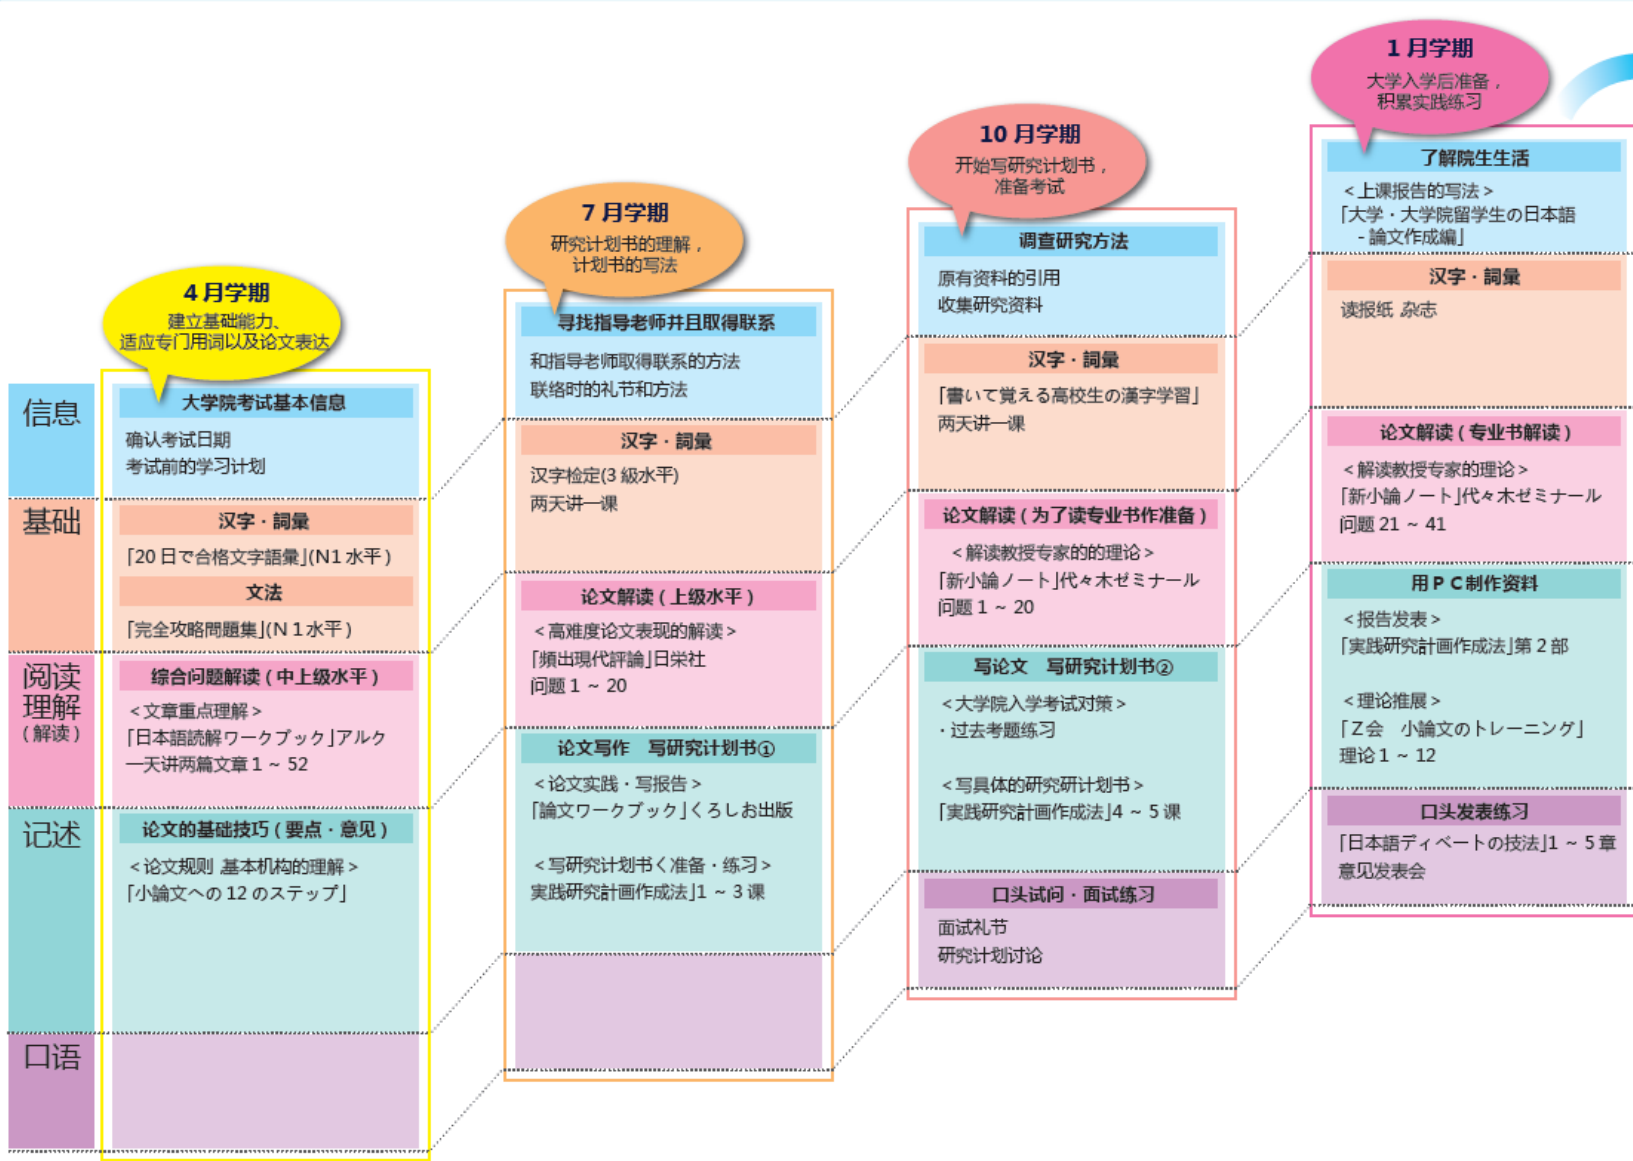 信息
基础
阅读
理解
(解读)
记述
口语
4 月学期
建立基础能力、
适应专门用词以及论文表达
大学院考试基本信息
确认考试日期
考试前的学习计划
汉字・詞量
「20 日で合格文字語彙」(N1 水平)
文法
「完全攻略問題集」(N 1 水平)
综合问题解读(中上级水平)
<文章重点理解>
「日本語読解ワークブック」アルク
一天讲两篇文章 1 ~ 52
论文的基础技巧(要点・意见)
<论文规则 基本机构的理解>
「小論文への 12 のステップ」
7 月学期
研究计划书的理解，
计划书的写法
寻找指导老师并且取得联系
和指导老师取得联系的方法
联络时的礼节和方法
汉字・詞量
汉字检定(3 級水平)
两天讲一课
论文解读(上级水平)
<高难度论文表现的解读>
「頻出現代評論」日栄社
问题 1 ~ 20
论文写作　写研究计划书①
<论文实践・写报告>
「論文ワークブック」くろしお出版
<写研究计划书く准备・练习>
実践研究計画作成法」1 ~ 3 课
10 月学期
开始写研究计划书，
准备考试
调查研究方法
原有资料的引用
收集研究资料
汉字・詞量
「書いて覚える高校生の漢字学習」
两天讲一课
论文解读(为了读专业书作准备)
<解读教授专家的的理论>
「新小論ノート」代々木ゼミナール
问题 1 ~ 20
写论文　写研究计划书②
<大学院入学考试对策>
・过去考题练习
<写具体的研究研计划书>
「実践研究計画作成法」4 ~ 5 课
口头试问・面试练习
面试礼节
研究计划讨论
1 月学期
大学入学后准备，
积累实践练习
了解院生生活
<上课报告的写法>
「大学・大学院留学生の日本語
- 論文作成編」
汉字・詞量
读报纸 杂志
论文解读(专业书解读)
<解读教授专家的理论>
「新小論ノート」代々木ゼミナール
问题 21 ~ 41
用ＰＣ制作资料
<报告发表>
「実践研究計画作成法」第 2 部
<理论推展>
「Z会　小論文のトレーニング」
理论 1 ~ 12
口头发表练习
「日本語ディベートの技法」1 ~ 5 章
意见发表会